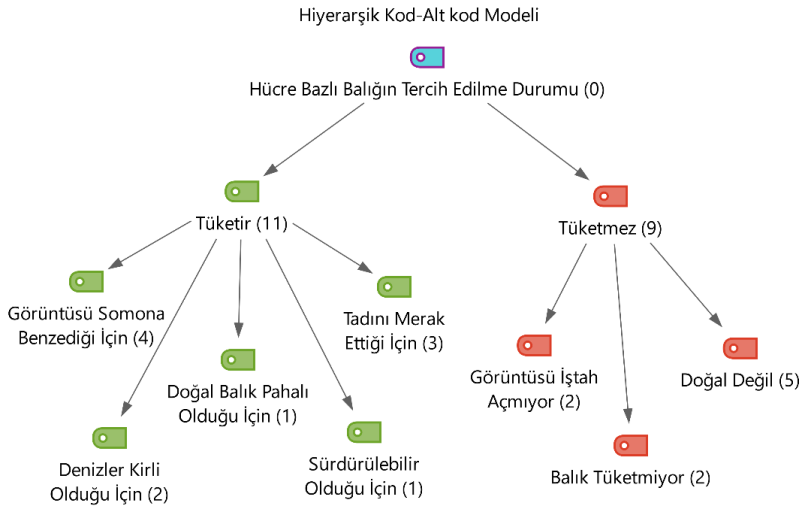 Hiyerarşik Kod-Alt kod Modeli
Hücre Bazlı Balığın Tercih Edilme Durumu (0)
Tüketir (11)
Tüketmez (9)
Görüntüsü Somona
Benzediği İçin (4)
Tadını Merak
Ettiği İçin (3)
Doğal Balık Pahalı
Olduğu İçin (1)
Denizler Kirli
Olduğu İçin (2)
Sürdürülebilir
Olduğu İçin (1)
Görüntüsü İştah
Açmıyor (2)
Doğal Değil (5)
Balık Tüketmiyor (2)